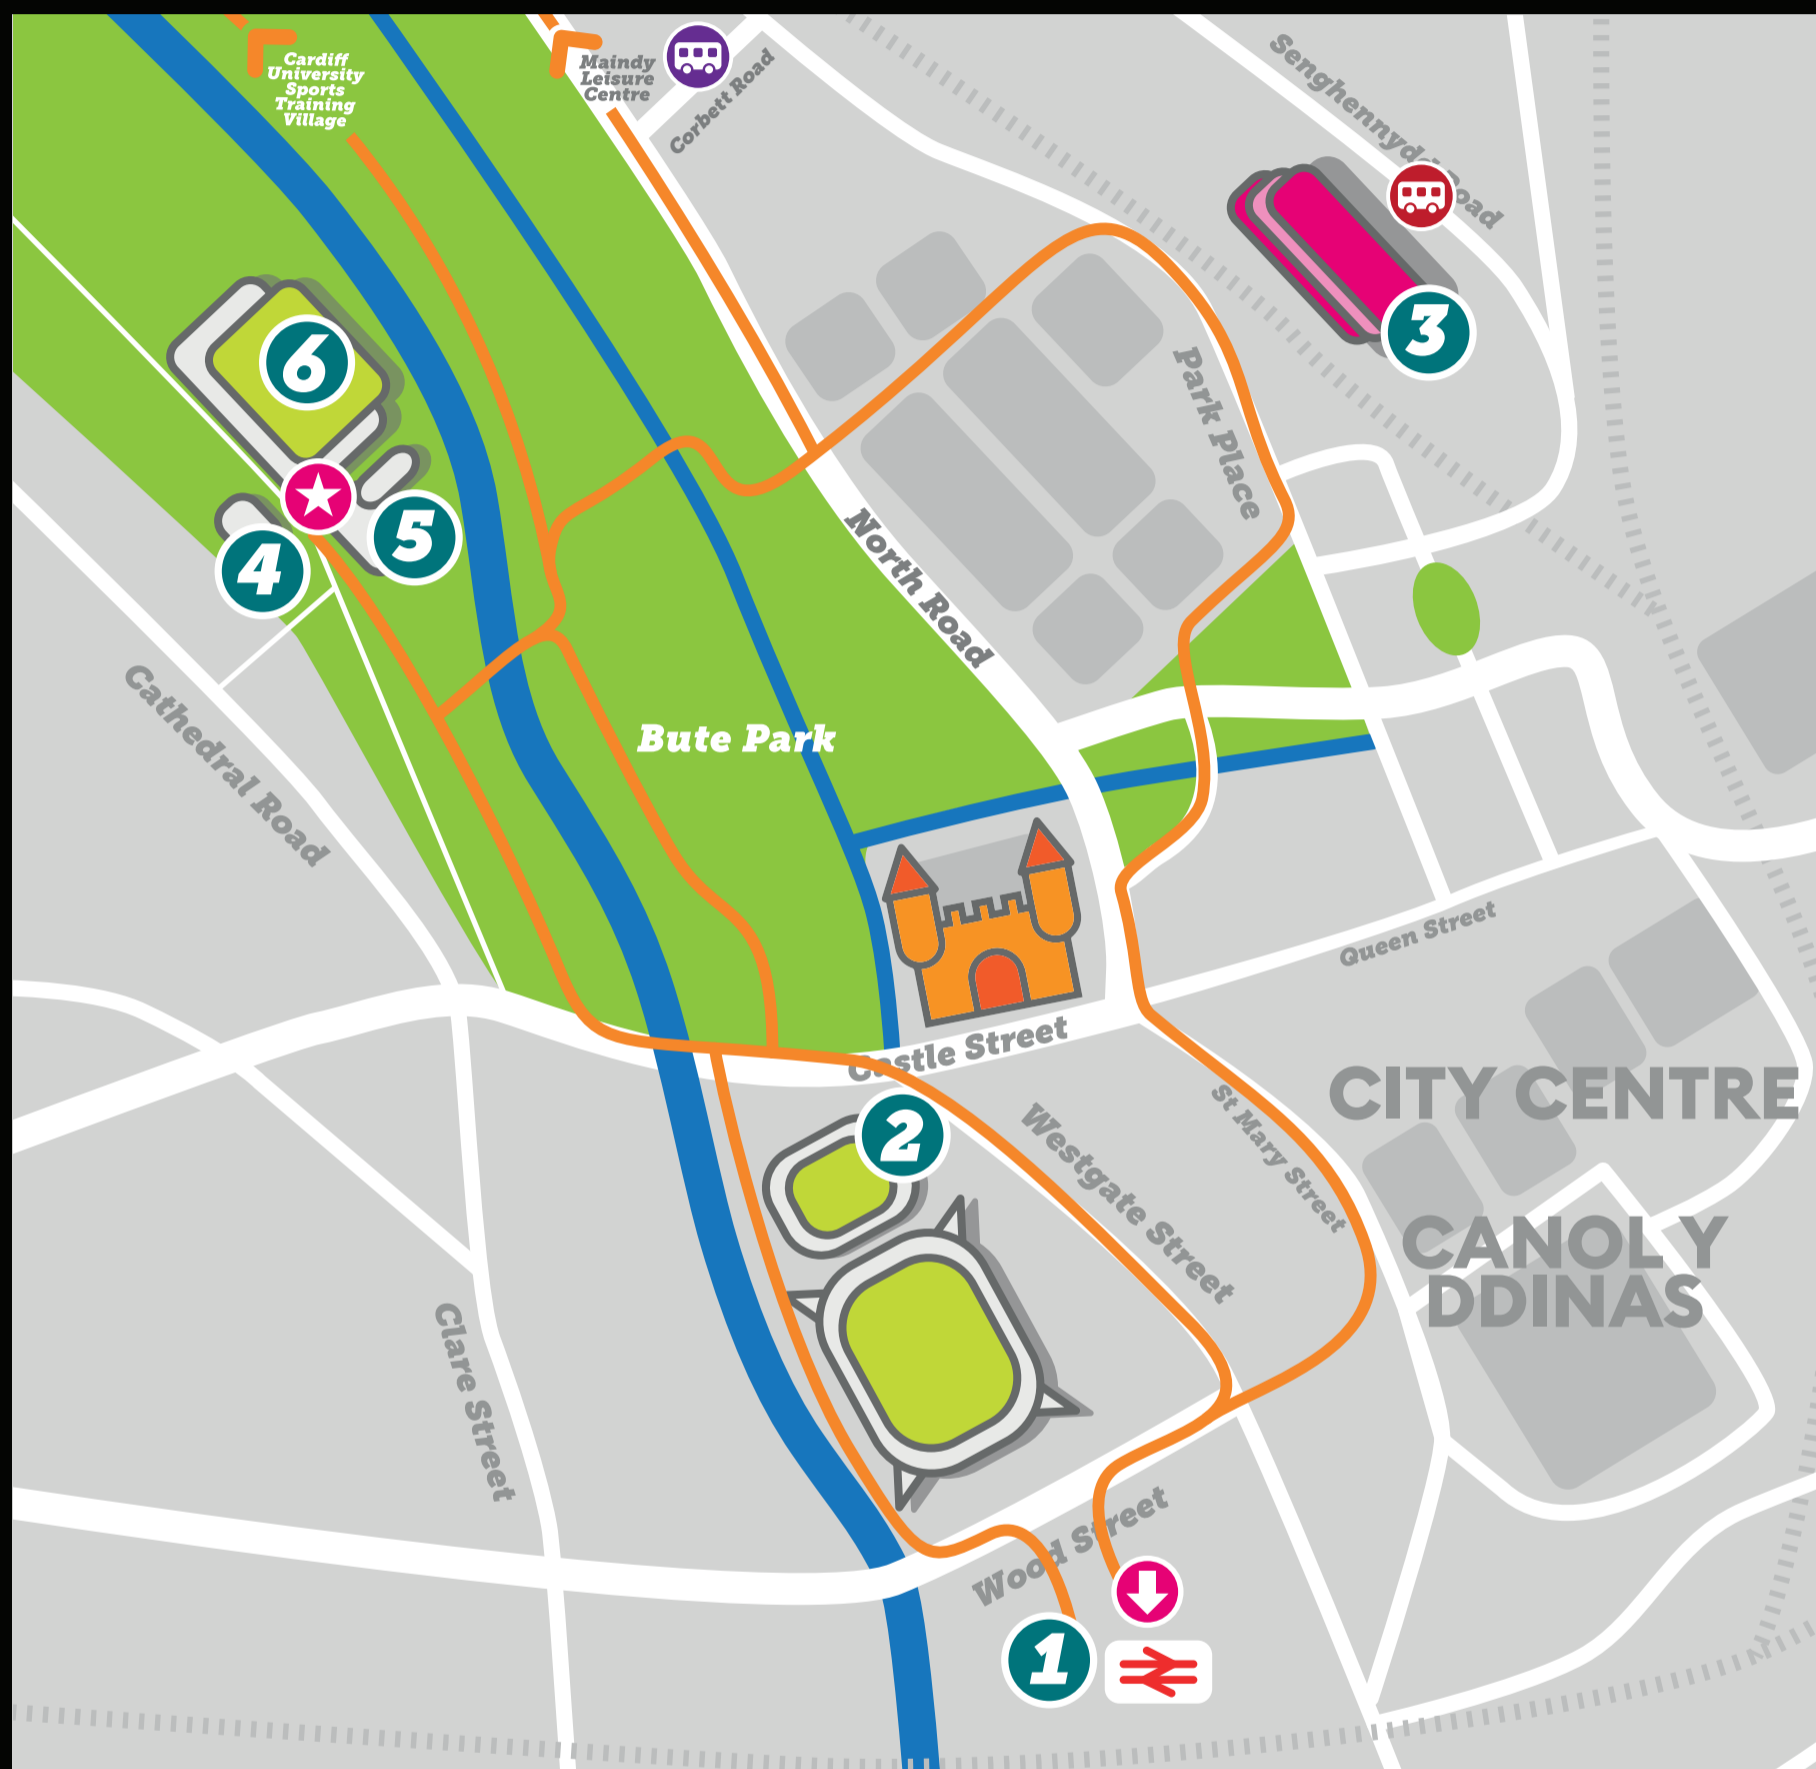 Cardiff
University
Sports
Training
Village
Maindy
Leisure
Centre
Corbett Road
Senghennydd Road
3
Park Place
6
5
4
North Road
Cathedral Road
Bute Park
Queen Street
Castle Street
CITY CENTRE
St Mary Street
Westgate Street
2
CANOL Y
DDINAS
Clare Street
Wood Street
1